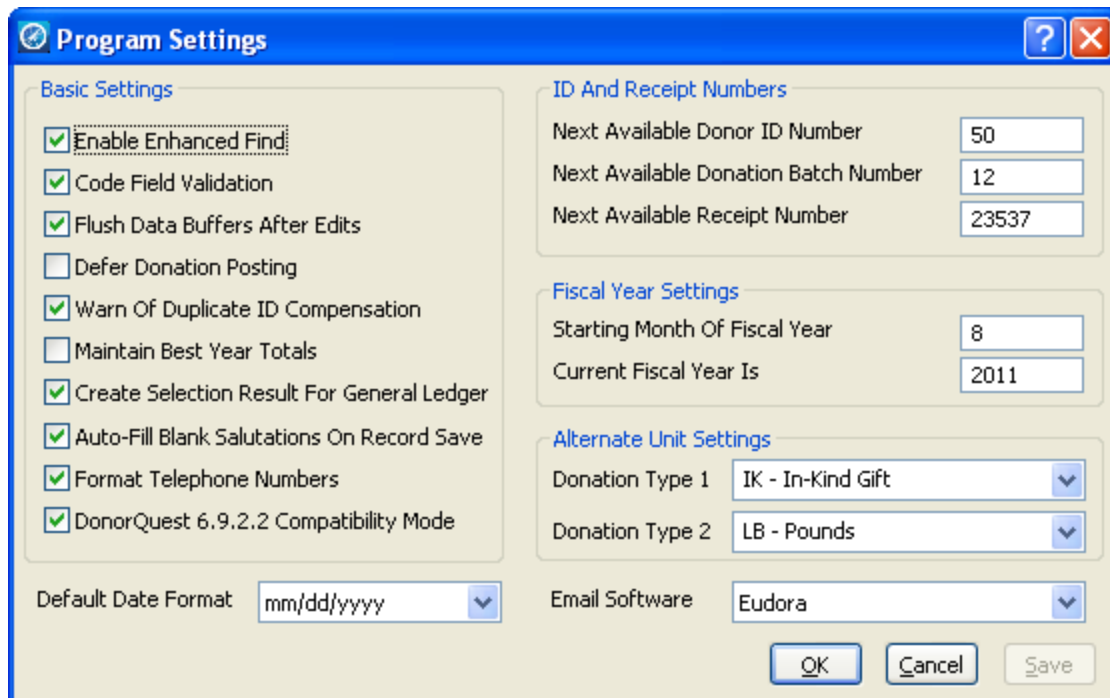 Program Settings
Basic Settings
Enable Enhanced Find
Code Field Validation
Flush Data Buffers After Edits
Defer Donation Posting
Warn Of Duplicate ID Compensation
Maintain Best Year Totals
Create Selection Result For General Ledger
Auto-Fill Blank Salutations On Record Save
Format Telephone Numbers
DonorQuest 6.9.2.2 Compatibility Mode
Default Date Format mm/dd/yyyy
ID And Receipt Numbers
Next Available Donor ID Number 50
Next Available Donation Batch Number 12
Next Available Receipt Number 23537
Fiscal Year Settings
Starting Month Of Fiscal Year 8
Current Fiscal Year Is 2011
Alternate Unit Settings
Donation Type 1 IK - In-Kind Gift
Donation Type 2 LB - Pounds
Email Software Eudora
OK Cancel Save